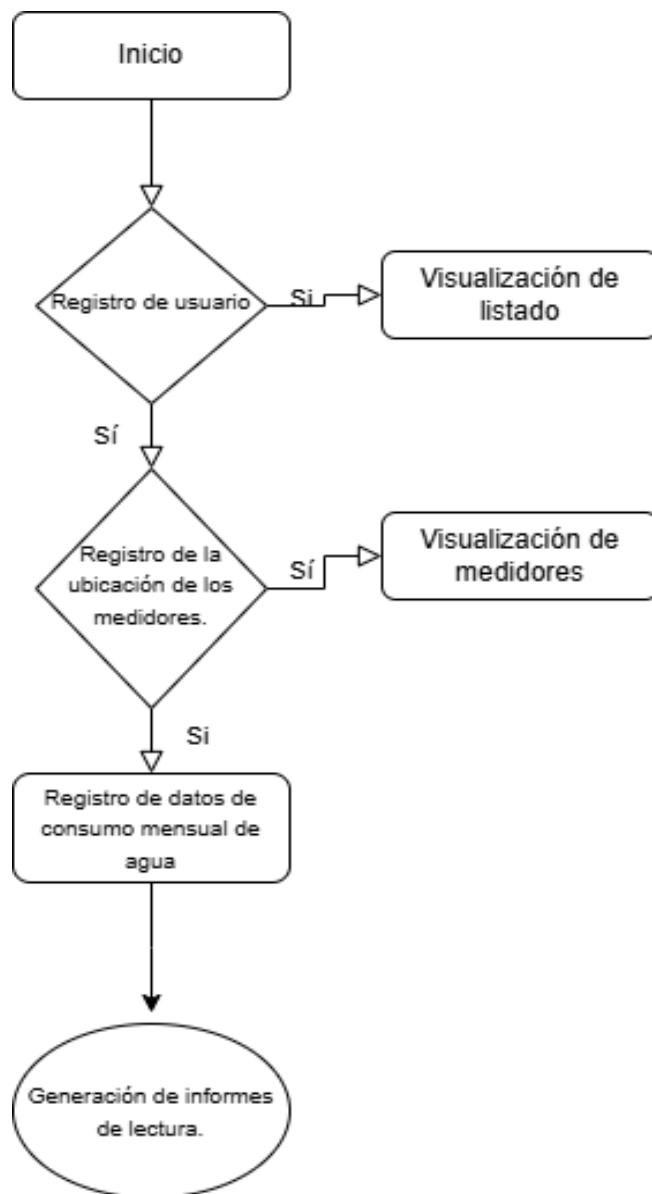 Inicio
Registro de usuario
Si
Visualización de
listado
Sí
Registro de la
ubicación de los
medidores.
Sí
Visualización de
medidores
Si
Registro de datos de
consumo mensual de
agua
Generación de informes
de lectura.